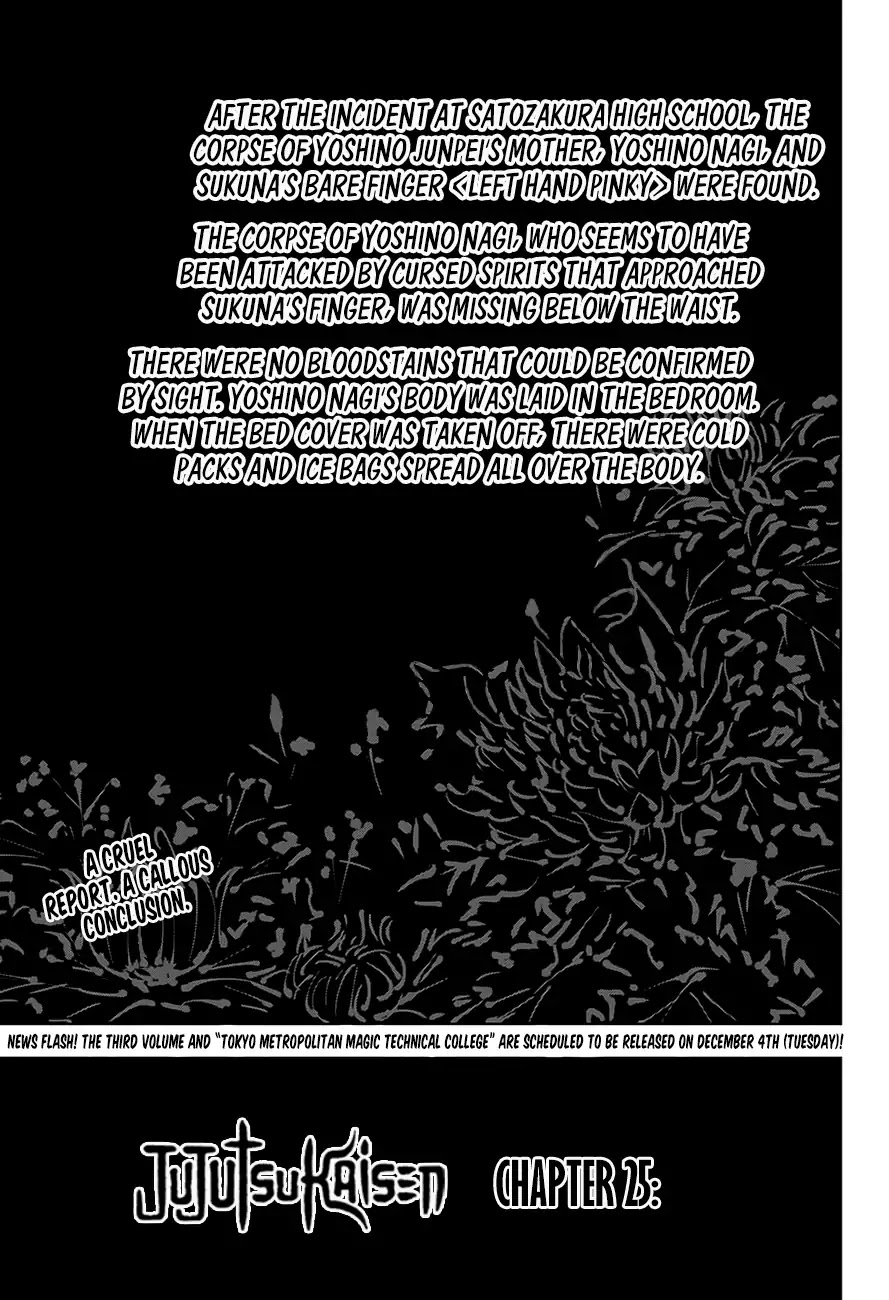 AFTER THE INCIDENT AT SATOZAKURA HIGH SCHOOL, THE
CORPSE OF YOSHINO JUNPEI'S MOTHER, YOSHINO NAGI, AND
SUKUNA'S BARE FINGER <LEFT HAND PINKY> WERE FOUND.
THE CORPSE OF YOSHINO NAGI, WHO SEEMS TO HAVE
BEEN ATTACKED BY CURSED SPIRITS THAT APPROACHED
SUKUNA'S FINGER, WAS MISSING BELOW THE WAIST.
THERE WERE NO BLOODSTAINS THAT COULD BE CONFIRMED
BY SIGHT. YOSHINO NAGI'S BODY WAS LAID IN THE BEDROOM.
WHEN THE BED COVER WAS TAKEN OFF, THERE WERE COLD
PACKS AND ICE BAGS SPREAD ALL OVER THE BODY.
A CRUEL
REPORT. A CALLOUS
CONCLUSION.
NEWS FLASH! THE THIRD VOLUME AND "TOKYO METROPOLITAN MAGIC TECHNICAL COLLEGE" ARE SCHEDULED TO BE RELEASED ON DECEMBER 4TH (TUESDAY)!
JUJUTSU KAISEN CHAPTER 25: